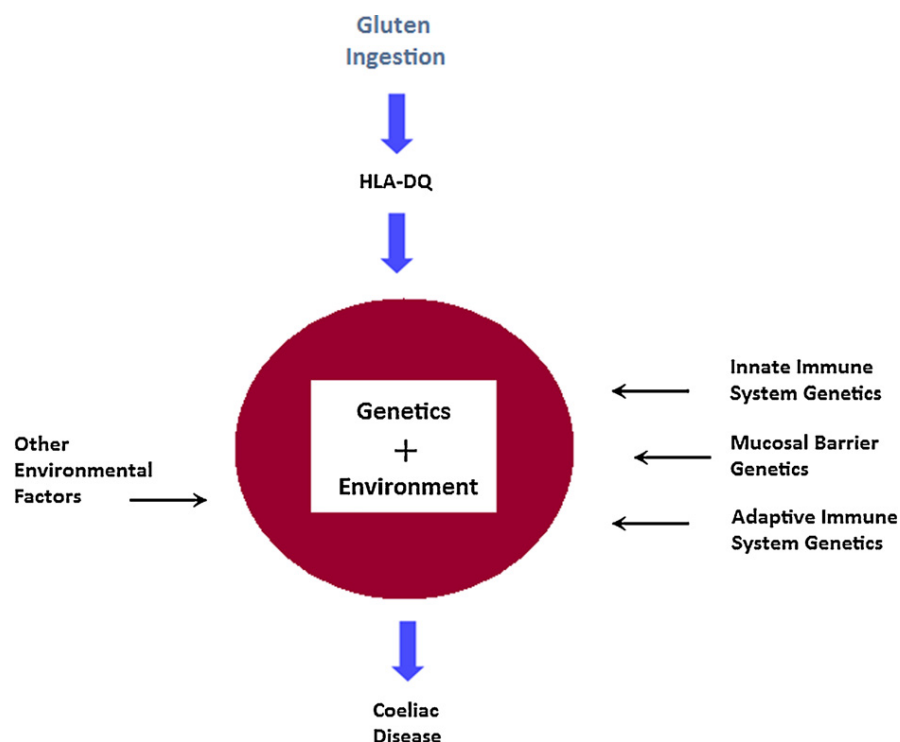 Gluten
Ingestion
HLA-DQ
Genetics
+
Environment
Other
Environmental
Factors
Innate Immune
System Genetics
Mucosal Barrier
Genetics
Adaptive Immune
System Genetics
Coeliac
Disease